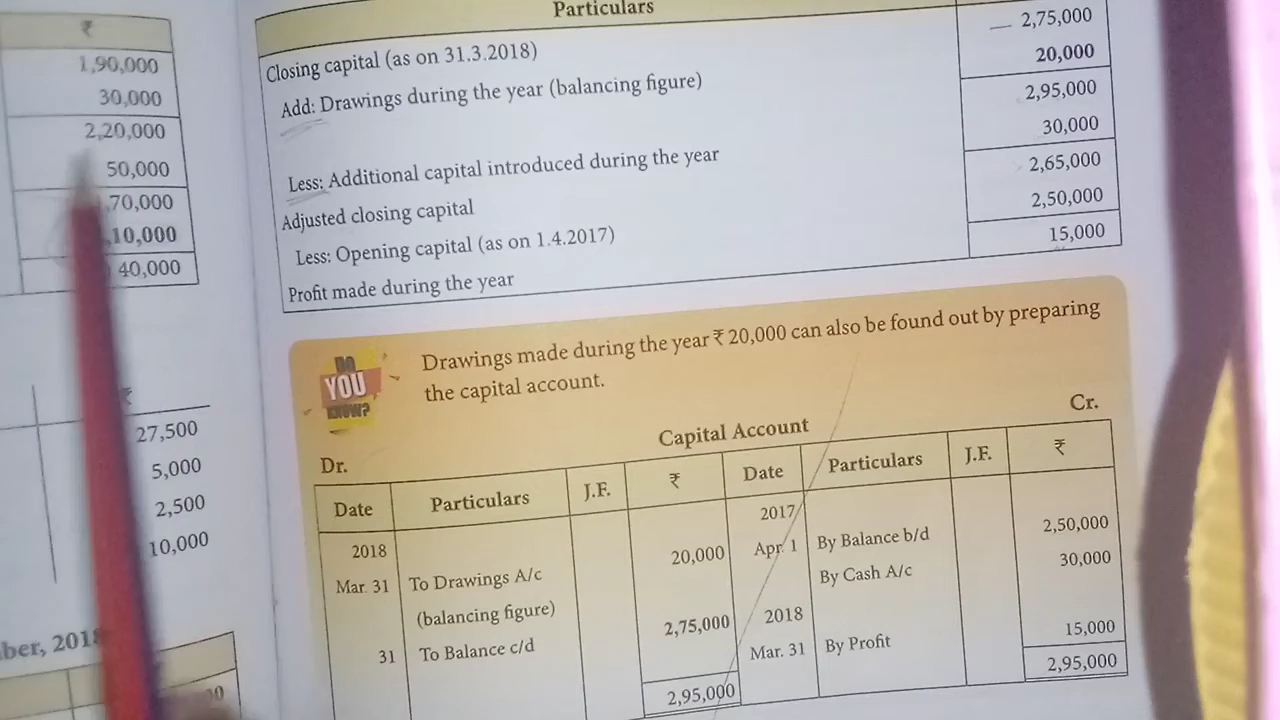 ₹
1,90,000
30,000
2,20,000
50,000
,70,000
,10,000
40,000
27,500
5,000
2,500
10,000
ber, 2018
Particulars
Closing capital (as on 31.3.2018) 2,75,000
Add: Drawings during the year (balancing figure) 20,000
2,95,000
Less: Additional capital introduced during the year 30,000
Adjusted closing capital 2,65,000
Less: Opening capital (as on 1.4.2017) 2,50,000
Profit made during the year 15,000
DO
YOU
KNOW?
Drawings made during the year ₹ 20,000 can also be found out by preparing
the capital account.
Capital Account
Dr. Cr.
Date Particulars J.F. ₹ Date Particulars J.F. ₹
2018 2017
Mar. 31 To Drawings A/c 20,000 Apr. 1 By Balance b/d 2,50,000
(balancing figure) By Cash A/c 30,000
31 To Balance c/d 2,75,000 2018
Mar. 31 By Profit 15,000
2,95,000 2,95,000